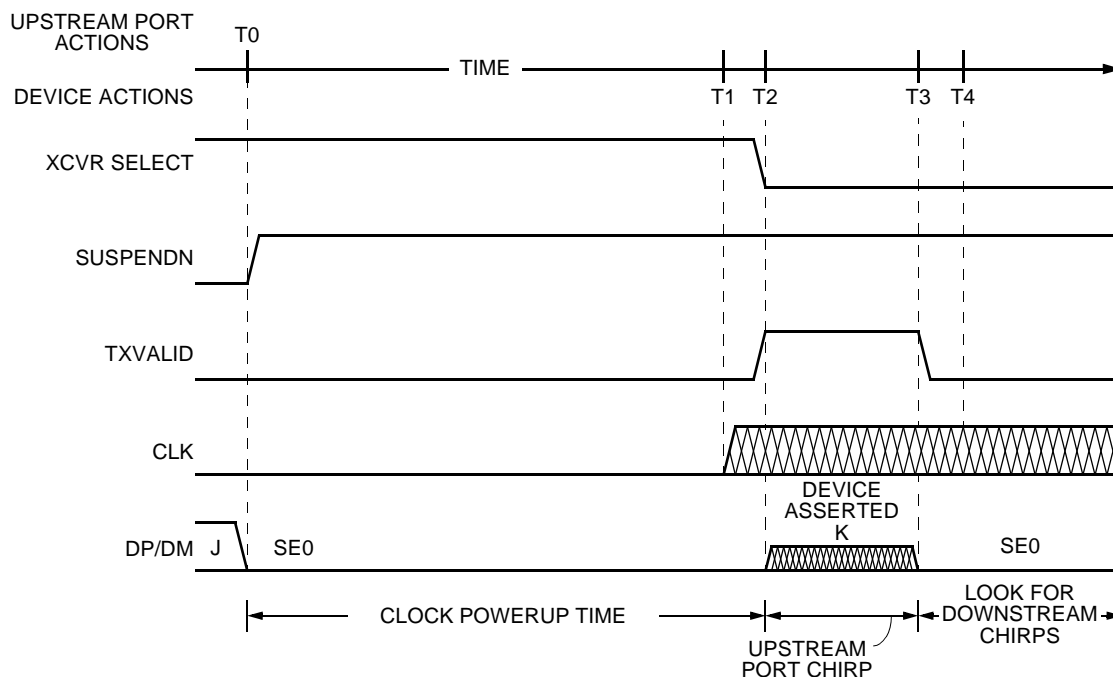 UPSTREAM PORT
ACTIONS
T0
TIME
DEVICE ACTIONS
T1
T2
T3
T4
XCVR SELECT
SUSPENDN
TXVALID
CLK
DEVICE
ASSERTED
K
DP/DM
J
SE0
SE0
CLOCK POWERUP TIME
LOOK FOR
DOWNSTREAM
CHIRPS
UPSTREAM
PORT CHIRP